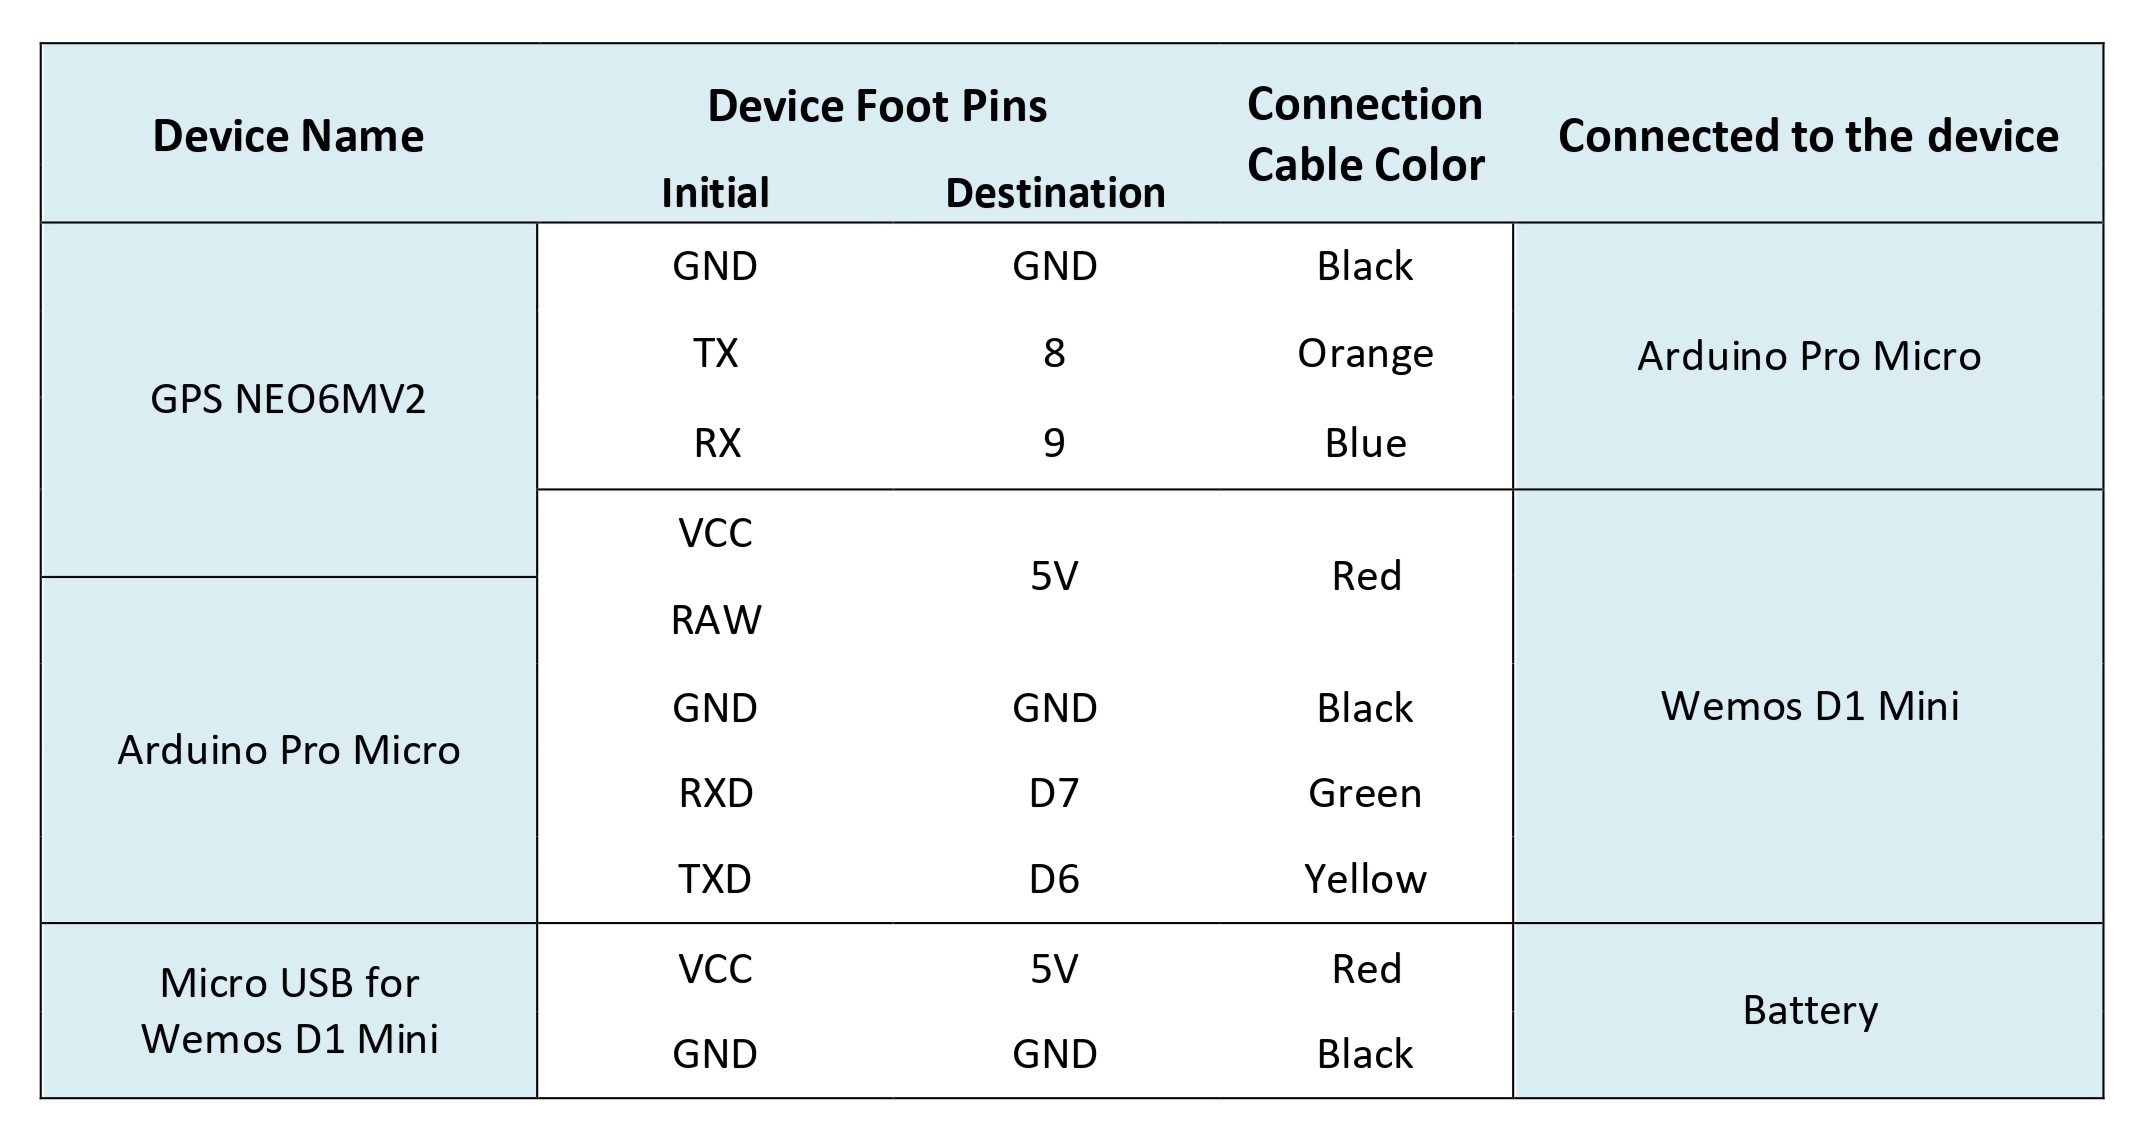 Device Name
Device Foot Pins
Connection
Cable Color
Connected to the device
Initial
Destination
GPS NEO6MV2
GND GND Black
TX 8 Orange
RX 9 Blue
Arduino Pro Micro
VCC
5V Red
RAW
Arduino Pro Micro
GND GND Black
RXD D7 Green
TXD D6 Yellow
Wemos D1 Mini
Micro USB for
Wemos D1 Mini
VCC 5V Red
GND GND Black
Battery